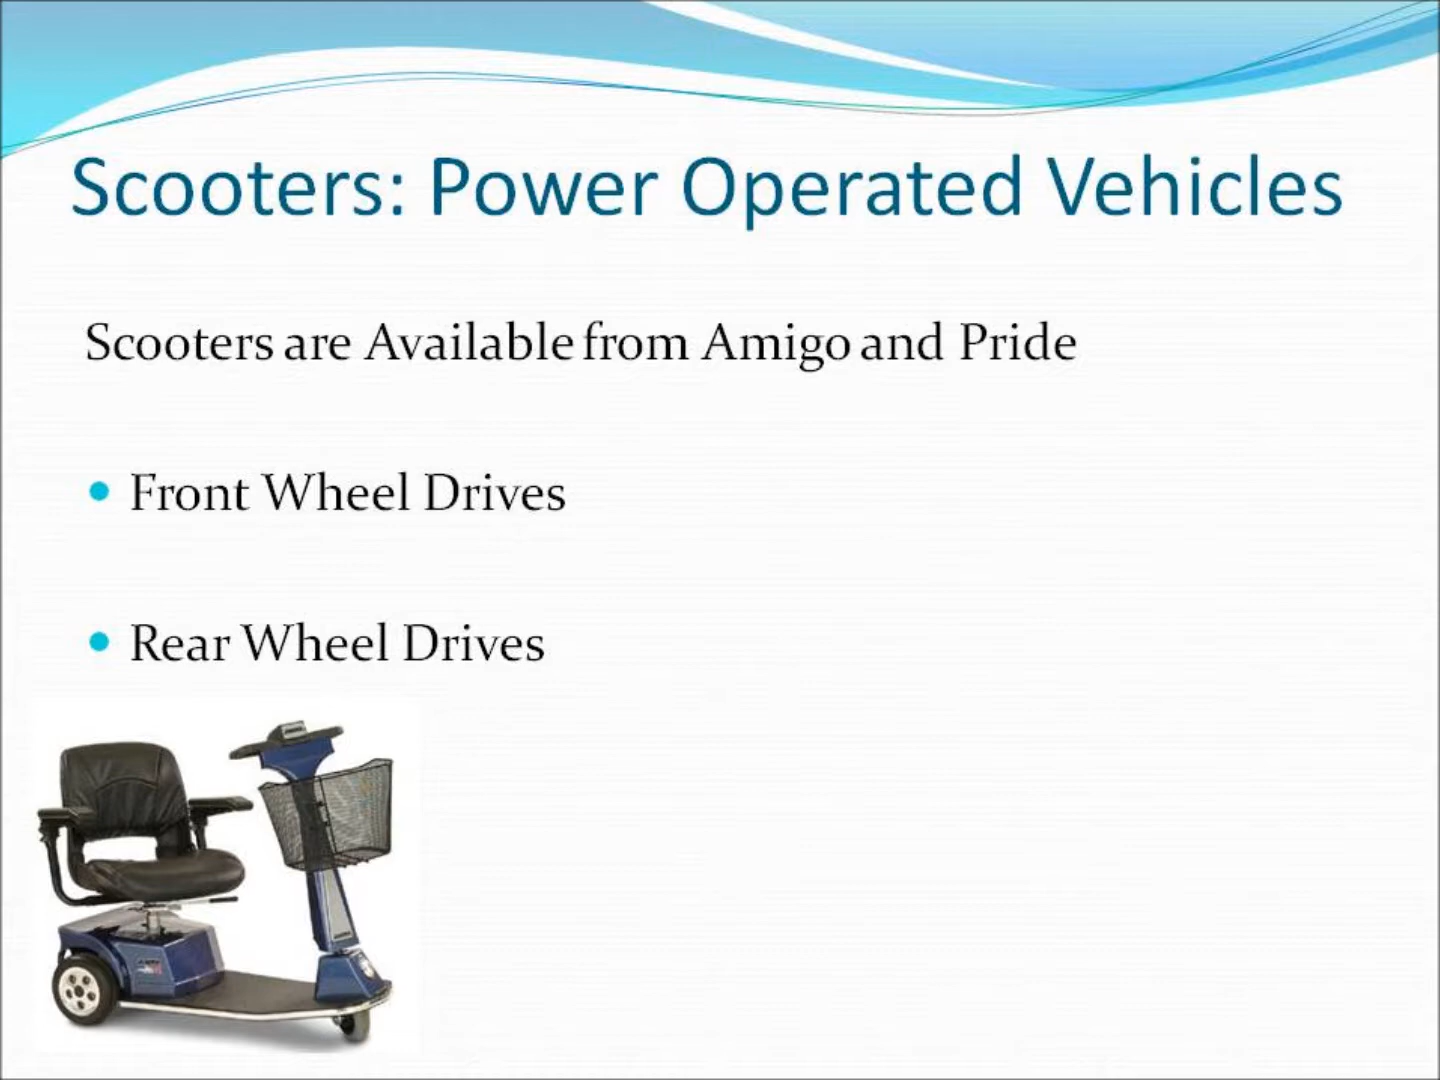 Scooters: Power Operated Vehicles
Scooters are Available from Amigo and Pride
• Front Wheel Drives
• Rear Wheel Drives